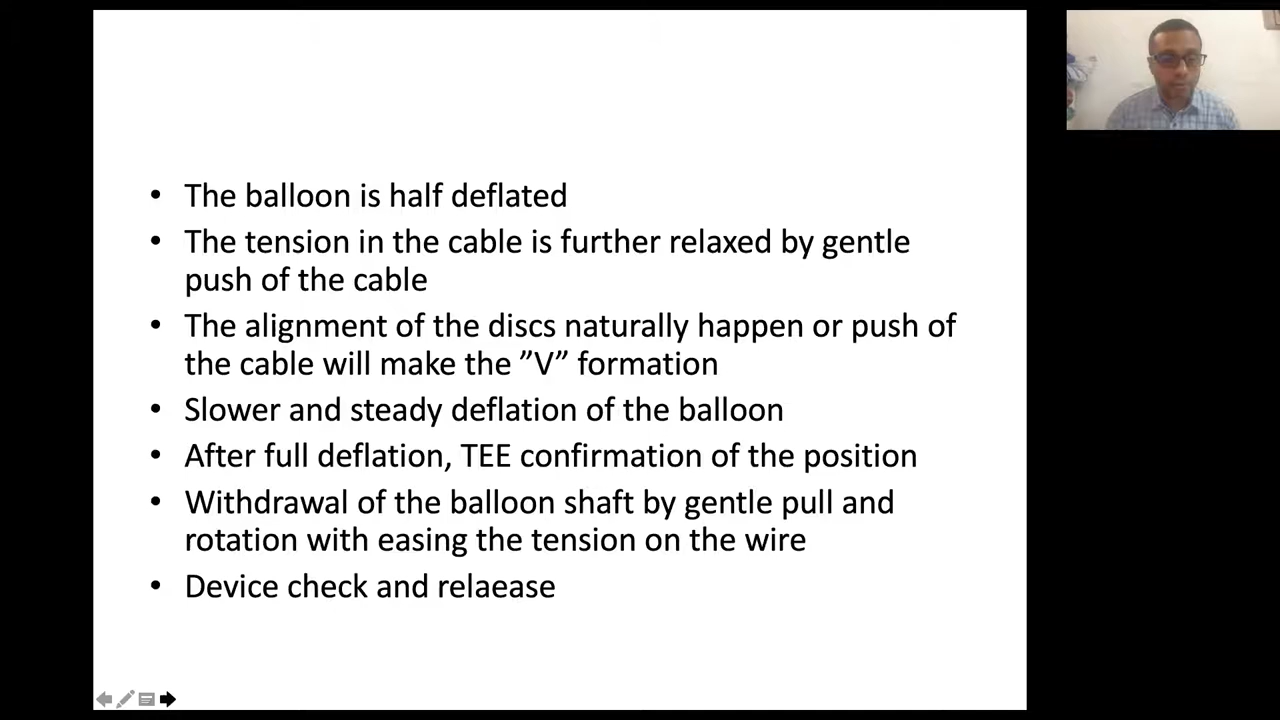 • The balloon is half deflated
• The tension in the cable is further relaxed by gentle
push of the cable
• The alignment of the discs naturally happen or push of
the cable will make the ”V” formation
• Slower and steady deflation of the balloon
• After full deflation, TEE confirmation of the position
• Withdrawal of the balloon shaft by gentle pull and
rotation with easing the tension on the wire
• Device check and relaease